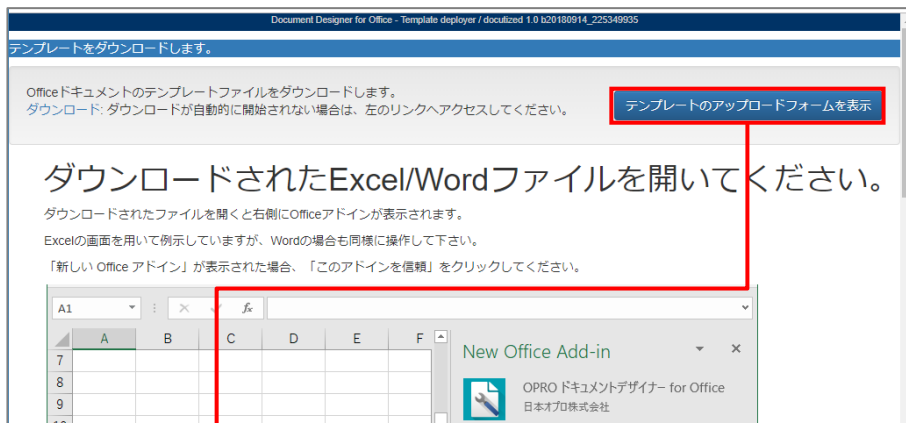 Document Designer for Office - Template deployer / docutized 1.0 b20180914_225349935
テンプレートをダウンロードします。
Officeドキュメントのテンプレートファイルをダウンロードします。
ダウンロード: ダウンロードが自動的に開始されない場合は、左のリンクへアクセスしてください。
テンプレートのアップロードフォームを表示
ダウンロードされたExcel/Wordファイルを開いてください。
ダウンロードされたファイルを開くと右側にOfficeアドインが表示されます。
Excelの画面を用いて例示していますが、Wordの場合も同様に操作して下さい。
「新しい Office アドイン」が表示された場合、「このアドインを信頼」をクリックしてください。
A1 fx
A B C D E F
7
8
9
New Office Add-in
OPRO ドキュメントデザイナー for Office
日本オプロ株式会社